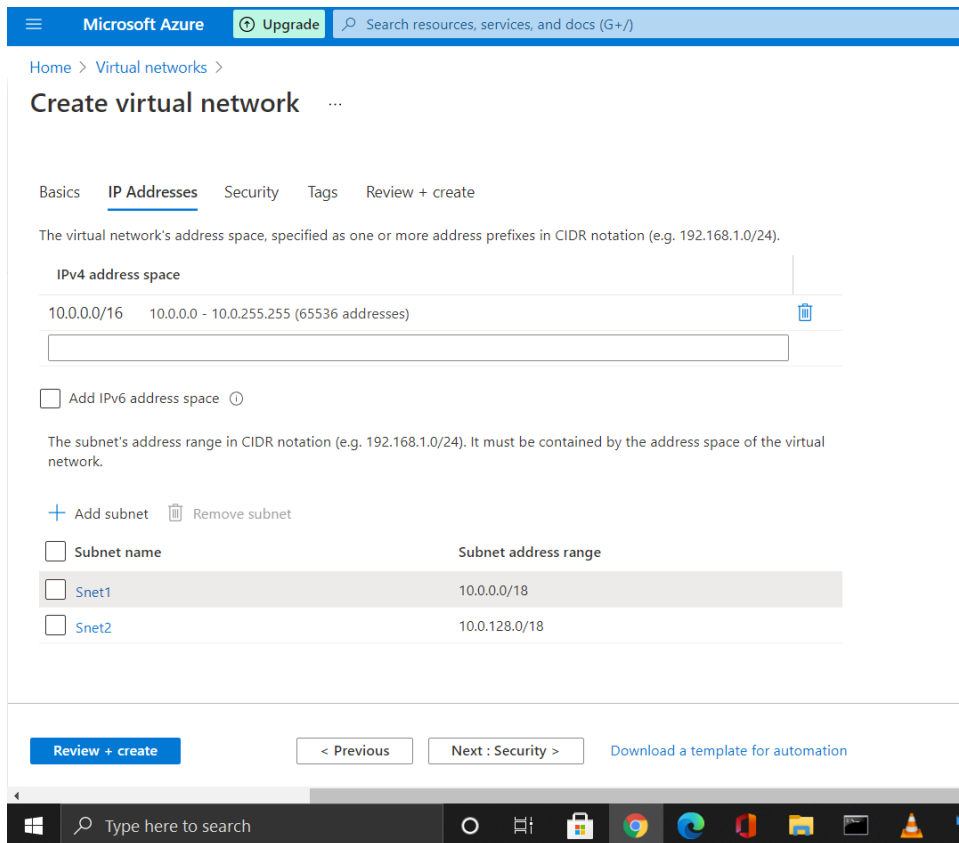 Microsoft Azure Upgrade Search resources, services, and docs (G+/)
Home > Virtual networks >
Create virtual network ...
Basics IP Addresses Security Tags Review + create
The virtual network's address space, specified as one or more address prefixes in CIDR notation (e.g. 192.168.1.0/24).
IPv4 address space
10.0.0.0/16 10.0.0.0 - 10.0.255.255 (65536 addresses)
Add IPv6 address space
The subnet's address range in CIDR notation (e.g. 192.168.1.0/24). It must be contained by the address space of the virtual
network.
Add subnet Remove subnet
Subnet name Subnet address range
Snet1 10.0.0.0/18
Snet2 10.0.128.0/18
Review + create < Previous Next : Security > Download a template for automation
Type here to search